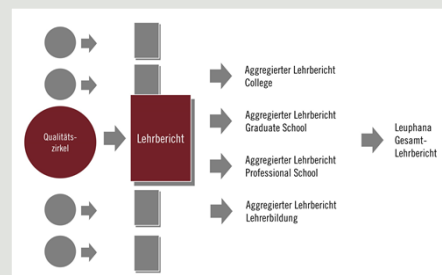 Qualitäts-
zirkel
Lehrbericht
Aggregierter Lehrbericht
College
Aggregierter Lehrbericht
Graduate School
Aggregierter Lehrbericht
Professional School
Aggregierter Lehrbericht
Lehrerbildung
Leuphana
Gesamt-
Lehrbericht